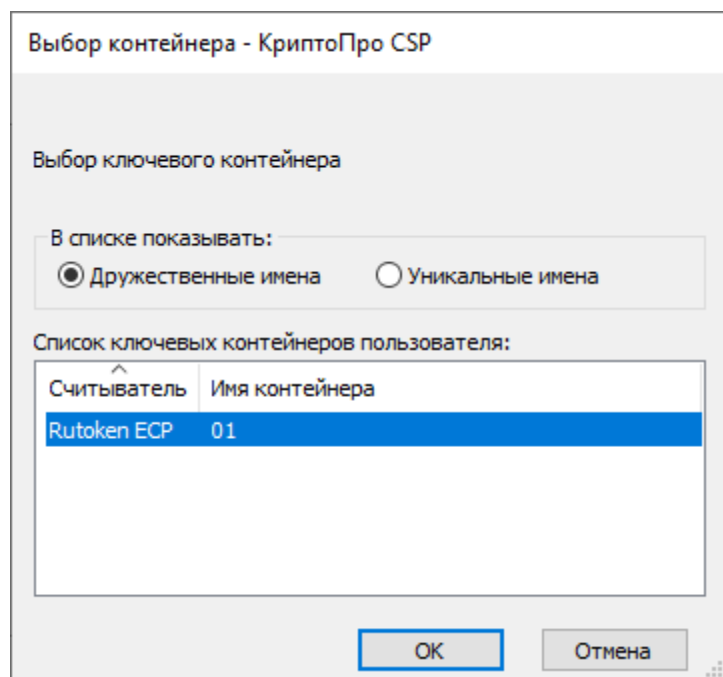 Выбор контейнера - КриптоПро CSP
Выбор ключевого контейнера
В списке показывать:
Дружественные имена Уникальные имена
Список ключевых контейнеров пользователя:
Считыватель Имя контейнера
Rutoken ECP 01
OK Отмена